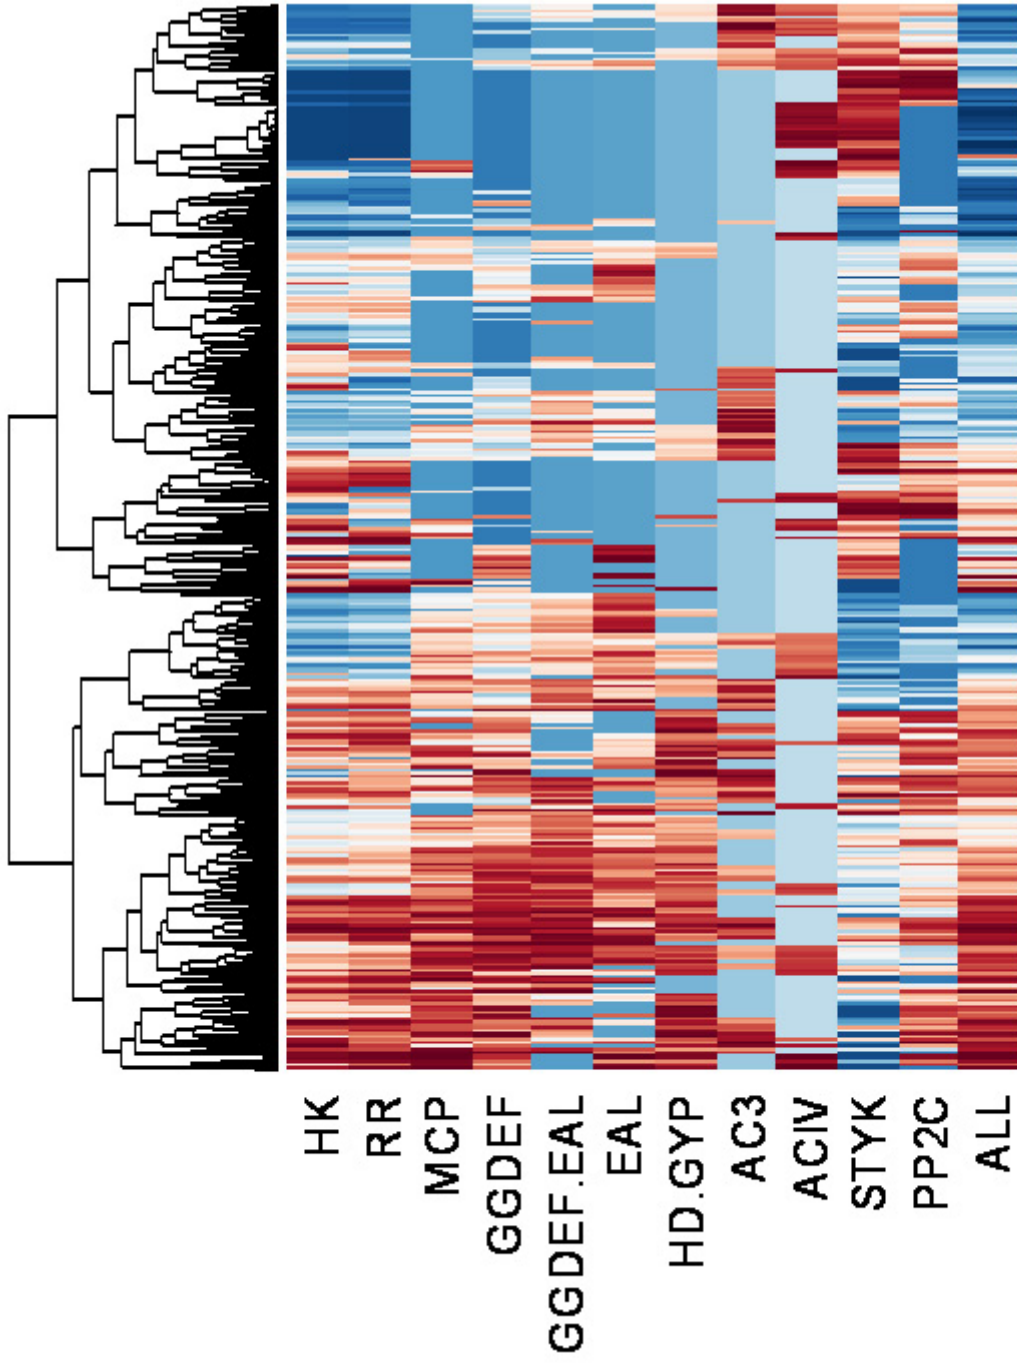 HK
RR
MCP
GGDEF
GGDEF.EAL
EAL
HD.GYP
AC3
ACIV
STYK
PP2C
ALL